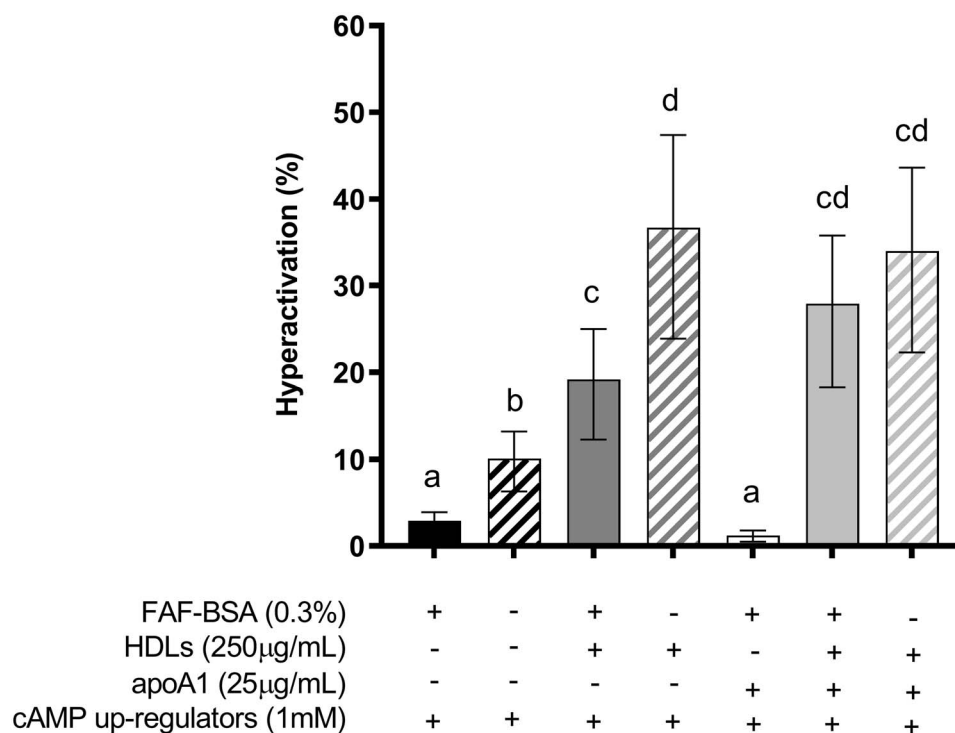 60
50
40
30
20
10
0
Hyperactivation (%)
a
b
c
d
a
cd
cd
FAF-BSA (0.3%) + - + - + + -
HDLs (250μg/mL) - - + + - + +
apoA1 (25μg/mL) - - - - + + +
cAMP up-regulators (1mM) + + + + + + +